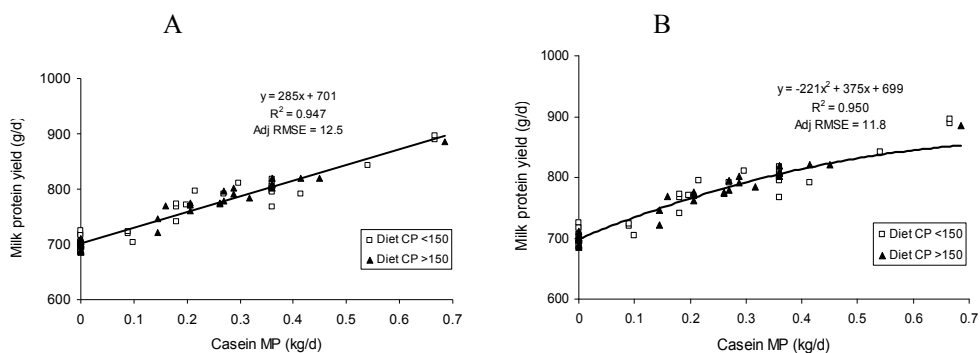 A
B
y = 285x + 701
R² = 0.947
Adj RMSE = 12.5
y = -221x² + 375x + 699
R² = 0.950
Adj RMSE = 11.8
Milk protein yield (g/d)
1000
900
800
700
600
Diet CP <150
Diet CP >150
0 0.1 0.2 0.3 0.4 0.5 0.6 0.7
Casein MP (kg/d)
Milk protein yield (g/d)
1000
900
800
700
600
Diet CP <150
Diet CP >150
0 0.1 0.2 0.3 0.4 0.5 0.6 0.7
Casein MP (kg/d)